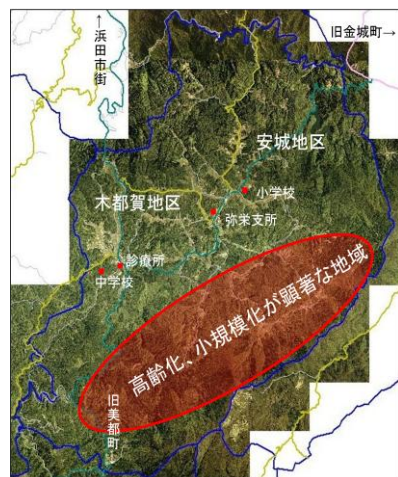 ↑浜田市街
旧金城町→
安城地区
小学校
木都賀地区
弥栄支所
診療所
中学校
高齢化、小規模化が顕著な地域
旧美都町↓